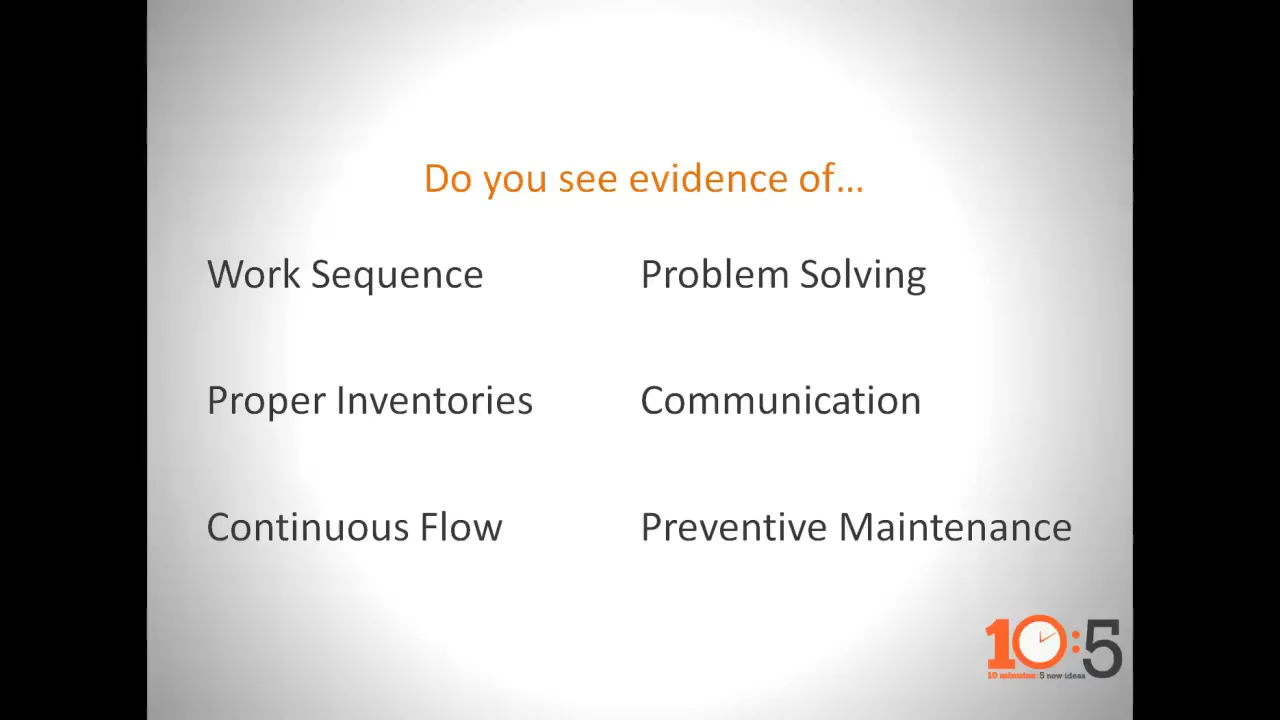 Do you see evidence of...
Work Sequence
Problem Solving
Proper Inventories
Communication
Continuous Flow
Preventive Maintenance
10:5
10 minutes 5 new ideas